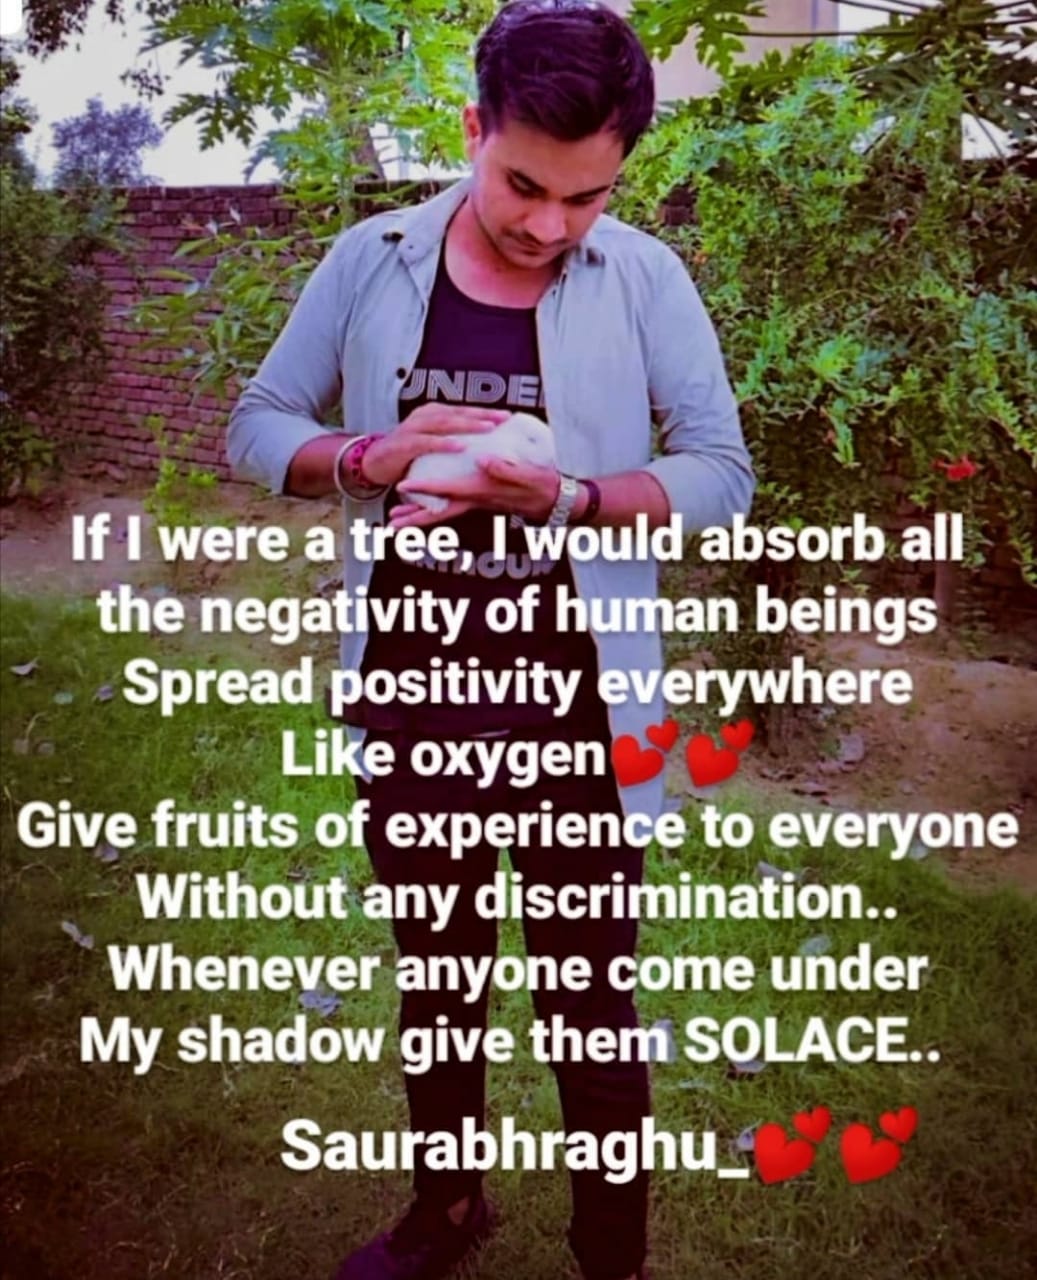 UNDE
If I were a tree, I would absorb all
the negativity of human beings
Spread positivity everywhere
Like oxygen💕💕
Give fruits of experience to everyone
Without any discrimination..
Whenever anyone come under
My shadow give them SOLACE..
Saurabhraghu_💕💕